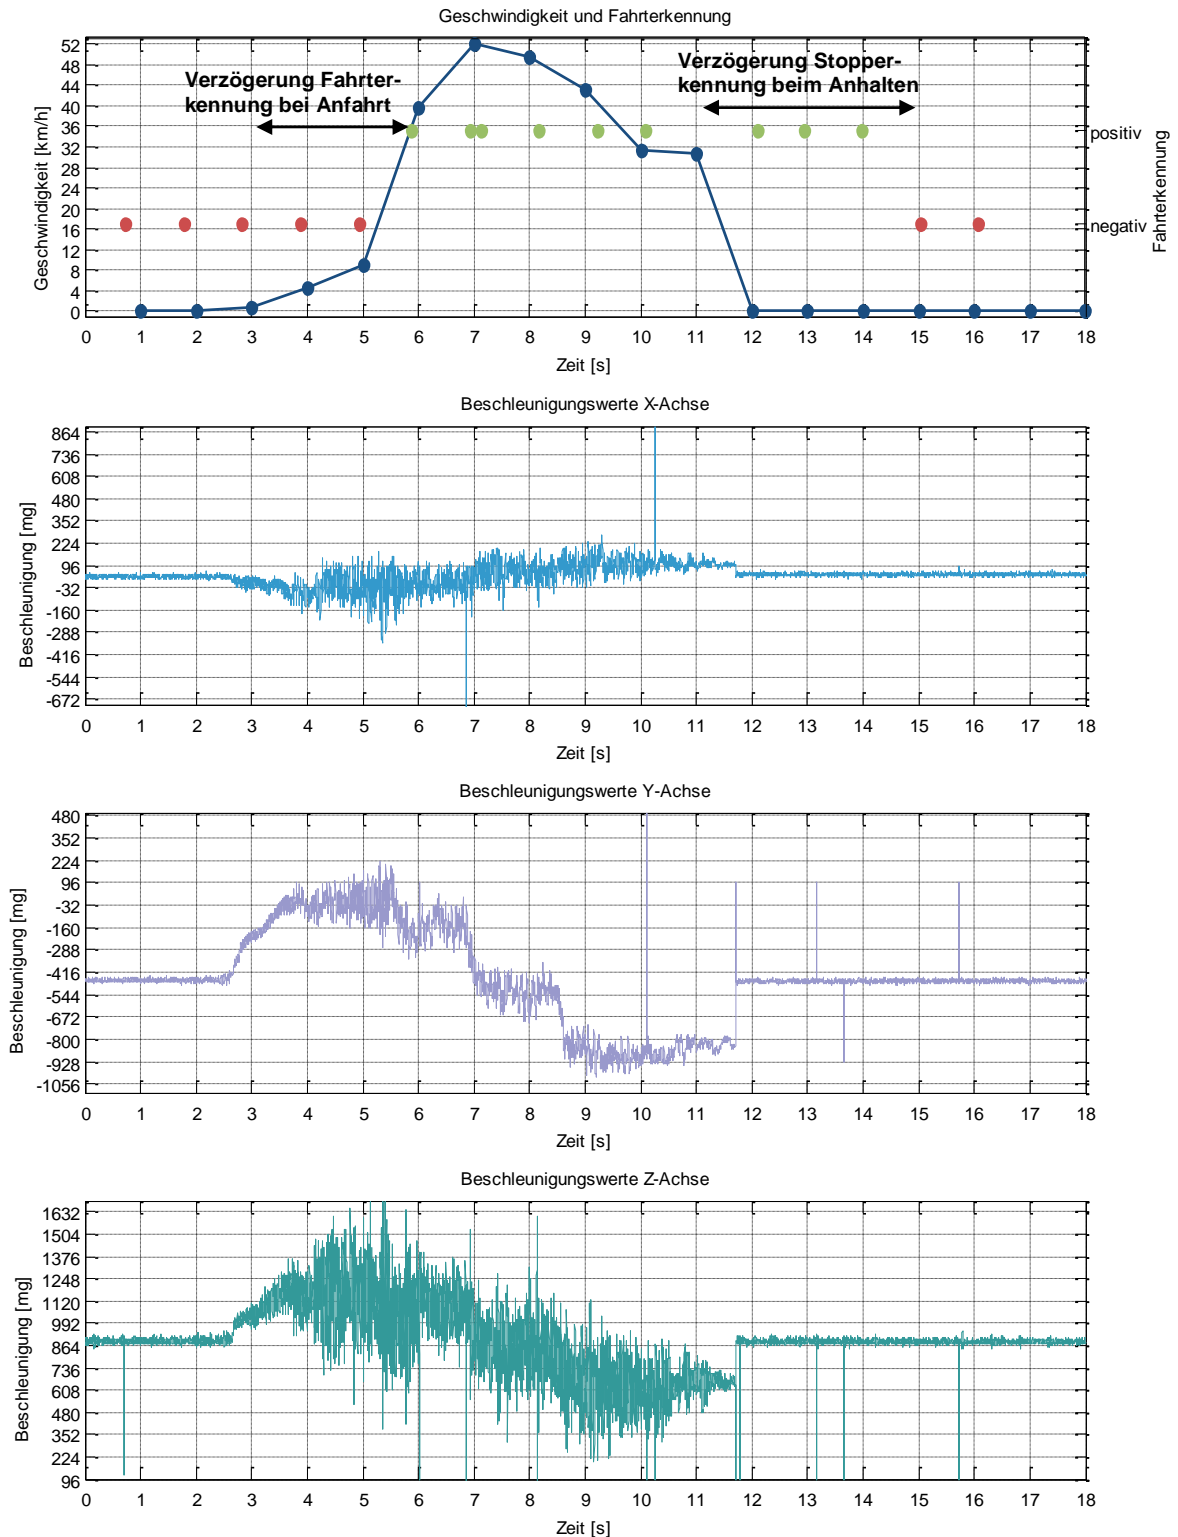 Geschwindigkeit und Fahrterkennung
52
48
44
40
36
32
28
24
20
16
12
8
4
0
Geschwindigkeit [km/h]
Verzögerung Fahrter-
kennung bei Anfahrt
Verzögerung Stopper-
kennung beim Anhalten
positiv
negativ
Fahrterkennung
0 1 2 3 4 5 6 7 8 9 10 11 12 13 14 15 16 17 18
Zeit [s]
Beschleunigungswerte X-Achse
864
736
608
480
352
224
96
-32
-160
-288
-416
-544
-672
Beschleunigung [mg]
0 1 2 3 4 5 6 7 8 9 10 11 12 13 14 15 16 17 18
Zeit [s]
Beschleunigungswerte Y-Achse
480
352
224
96
-32
-160
-288
-416
-544
-672
-800
-928
-1056
Beschleunigung [mg]
0 1 2 3 4 5 6 7 8 9 10 11 12 13 14 15 16 17 18
Zeit [s]
Beschleunigungswerte Z-Achse
1632
1504
1376
1248
1120
992
864
736
608
480
352
224
96
Beschleunigung [mg]
0 1 2 3 4 5 6 7 8 9 10 11 12 13 14 15 16 17 18
Zeit [s]